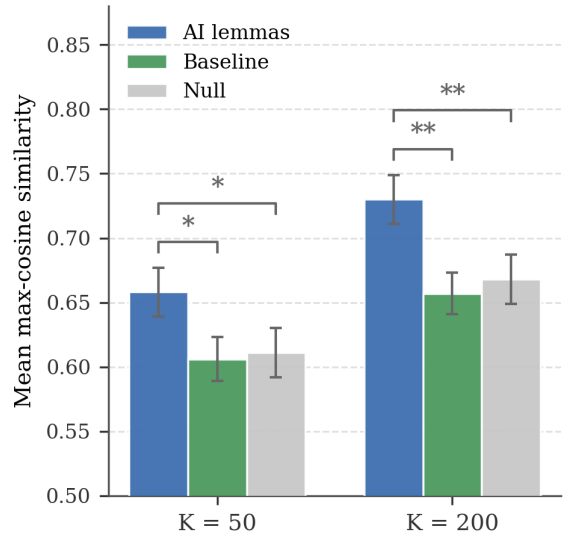 AI lemmas
Baseline
Null
Mean max-cosine similarity
0.85
0.80
0.75
0.70
0.65
0.60
0.55
0.50
*
*
**
**
K = 50
K = 200